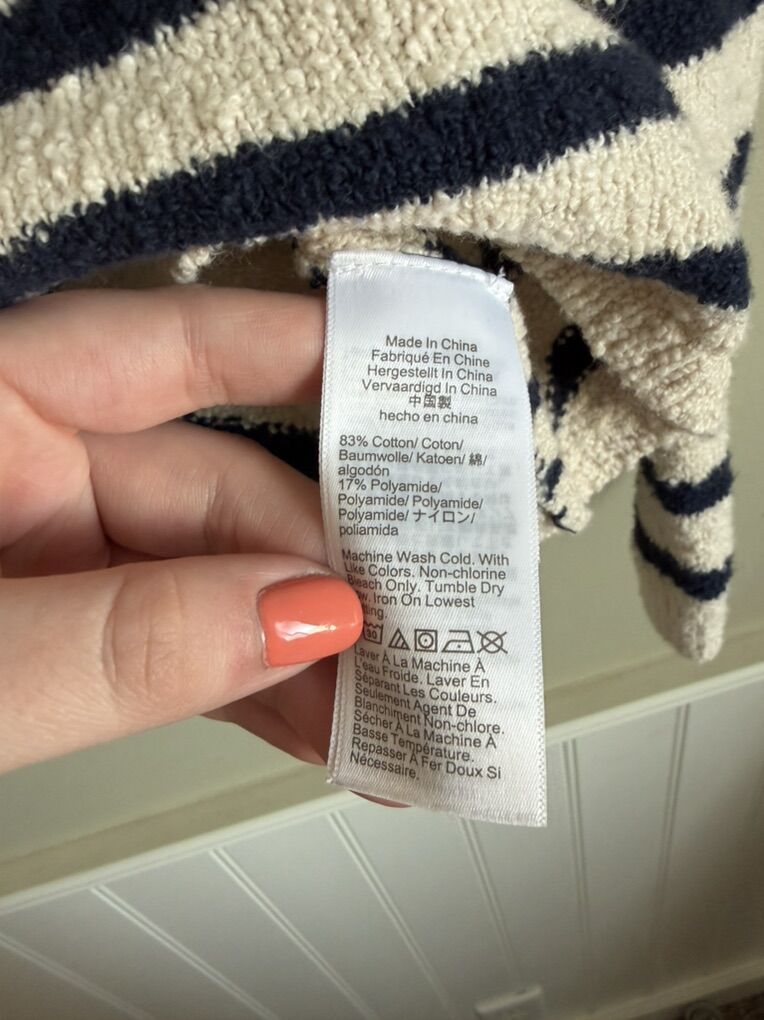 Made In China
Fabriqué En Chine
Hergestellt In China
Vervaardigd In China
中国製
hecho en china
83% Cotton/ Coton/
Baumwolle/ Katoen/ 綿/
algodón
17% Polyamide/
Polyamide/ Polyamide/
Polyamide/ ナイロン/
poliamida
Machine Wash Cold. With
Like Colors. Non-chlorine
Bleach Only. Tumble Dry
Iron On Lowest
30
Laver À La Machine À
L'eau Froide. Laver En
Séparant Les Couleurs.
Seulement Agent De
Blanchiment Non-chlore.
Sécher À La Machine À
Basse Température.
Repasser À Fer Doux Si
Nécessaire.